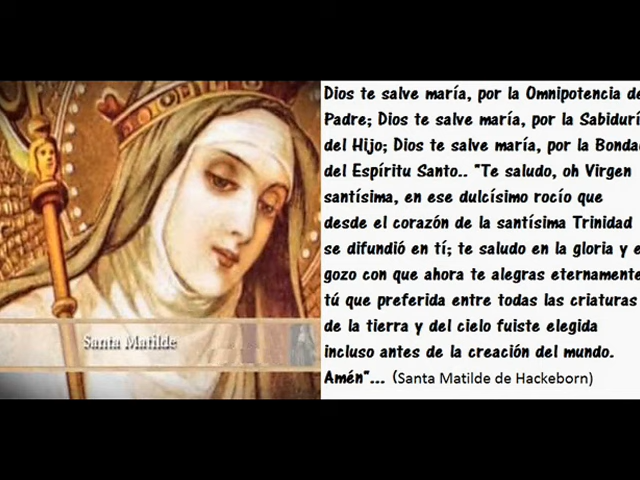 Santa Matilde
Dios te salve maría, por la Omnipotencia de
Padre; Dios te salve maría, por la Sabidurí
del Hijo; Dios te salve maría, por la Bonda
del Espíritu Santo.. "Te saludo, oh Virgen
santísima, en ese dulcísimo rocío que
desde el corazón de la santísima Trinidad
se difundió en tí; te saludo en la gloria y e
gozo con que ahora te alegras eternamente
tú que preferida entre todas las criaturas
de la tierra y del cielo fuiste elegida
incluso antes de la creación del mundo.
Amén"... (Santa Matilde de Hackeborn)